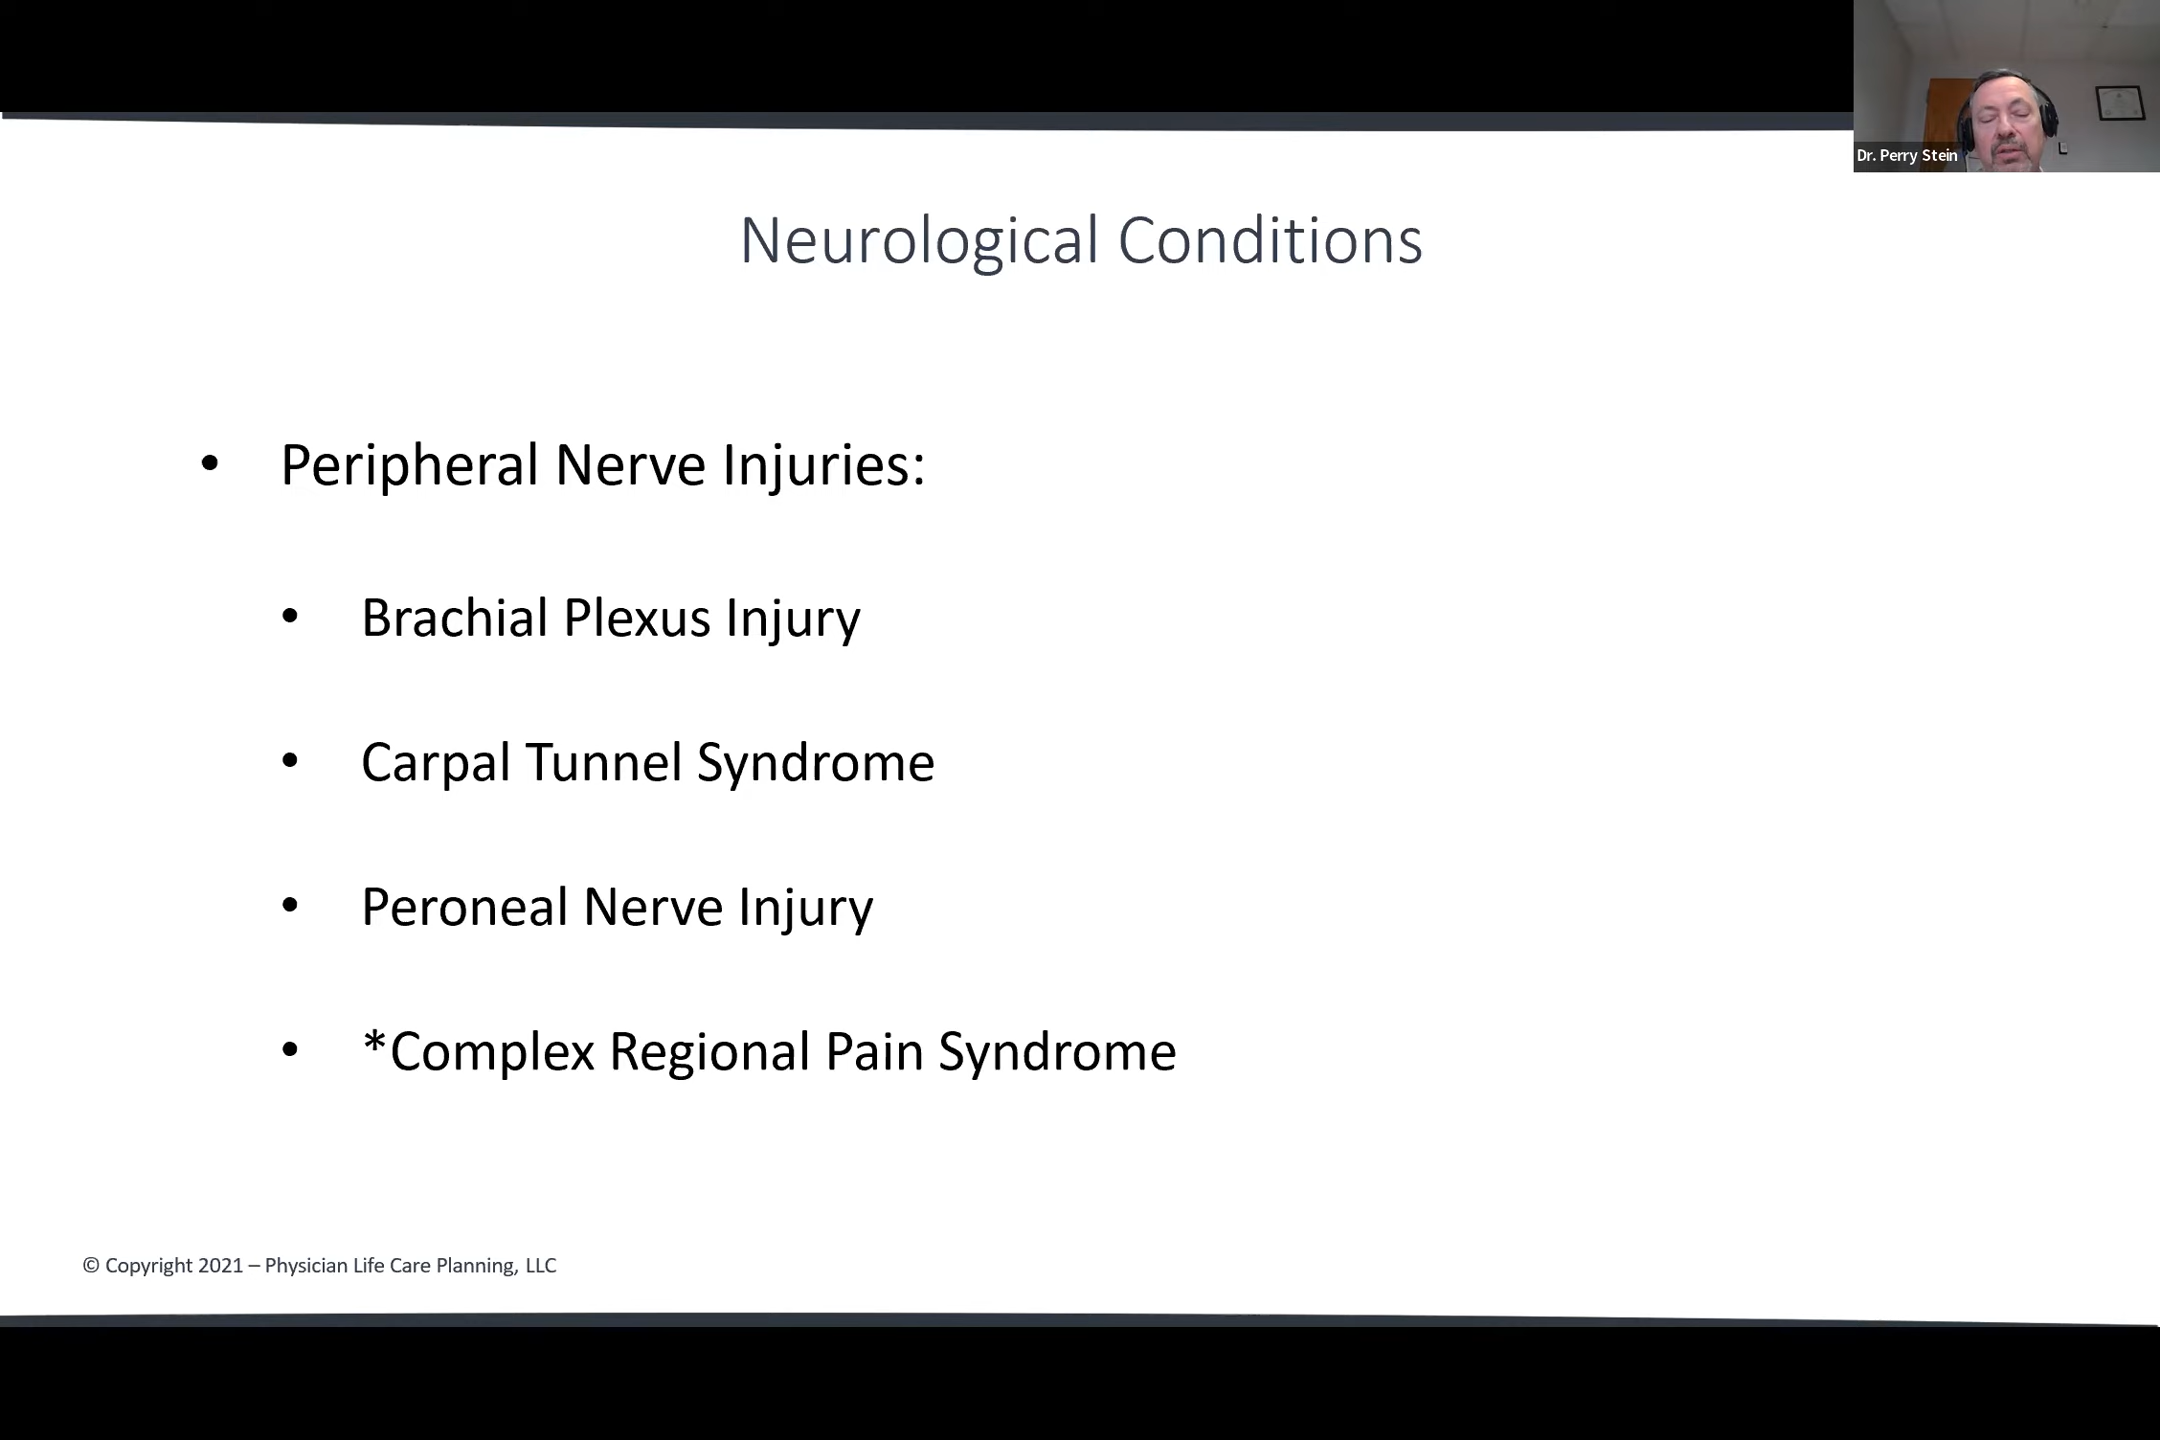 Dr. Perry Stein
Neurological Conditions
• Peripheral Nerve Injuries:
• Brachial Plexus Injury
• Carpal Tunnel Syndrome
• Peroneal Nerve Injury
• *Complex Regional Pain Syndrome
© Copyright 2021 – Physician Life Care Planning, LLC